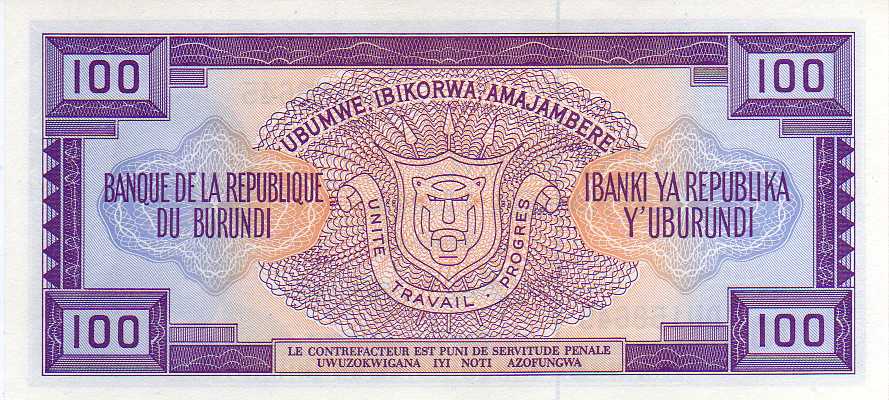 100
100
UBUMWE, IBIKORWA, AMAJAMBERE
BANQUE DE LA REPUBLIQUE
DU BURUNDI
IBANKI YA REPUBLIKA
Y'UBURUNDI
UNITE TRAVAIL · PROGRES
100
100
LE CONTREFACTEUR EST PUNI DE SERVITUDE PENALE
UWUZOKWIGANA IYI NOTI AZOFUNGWA